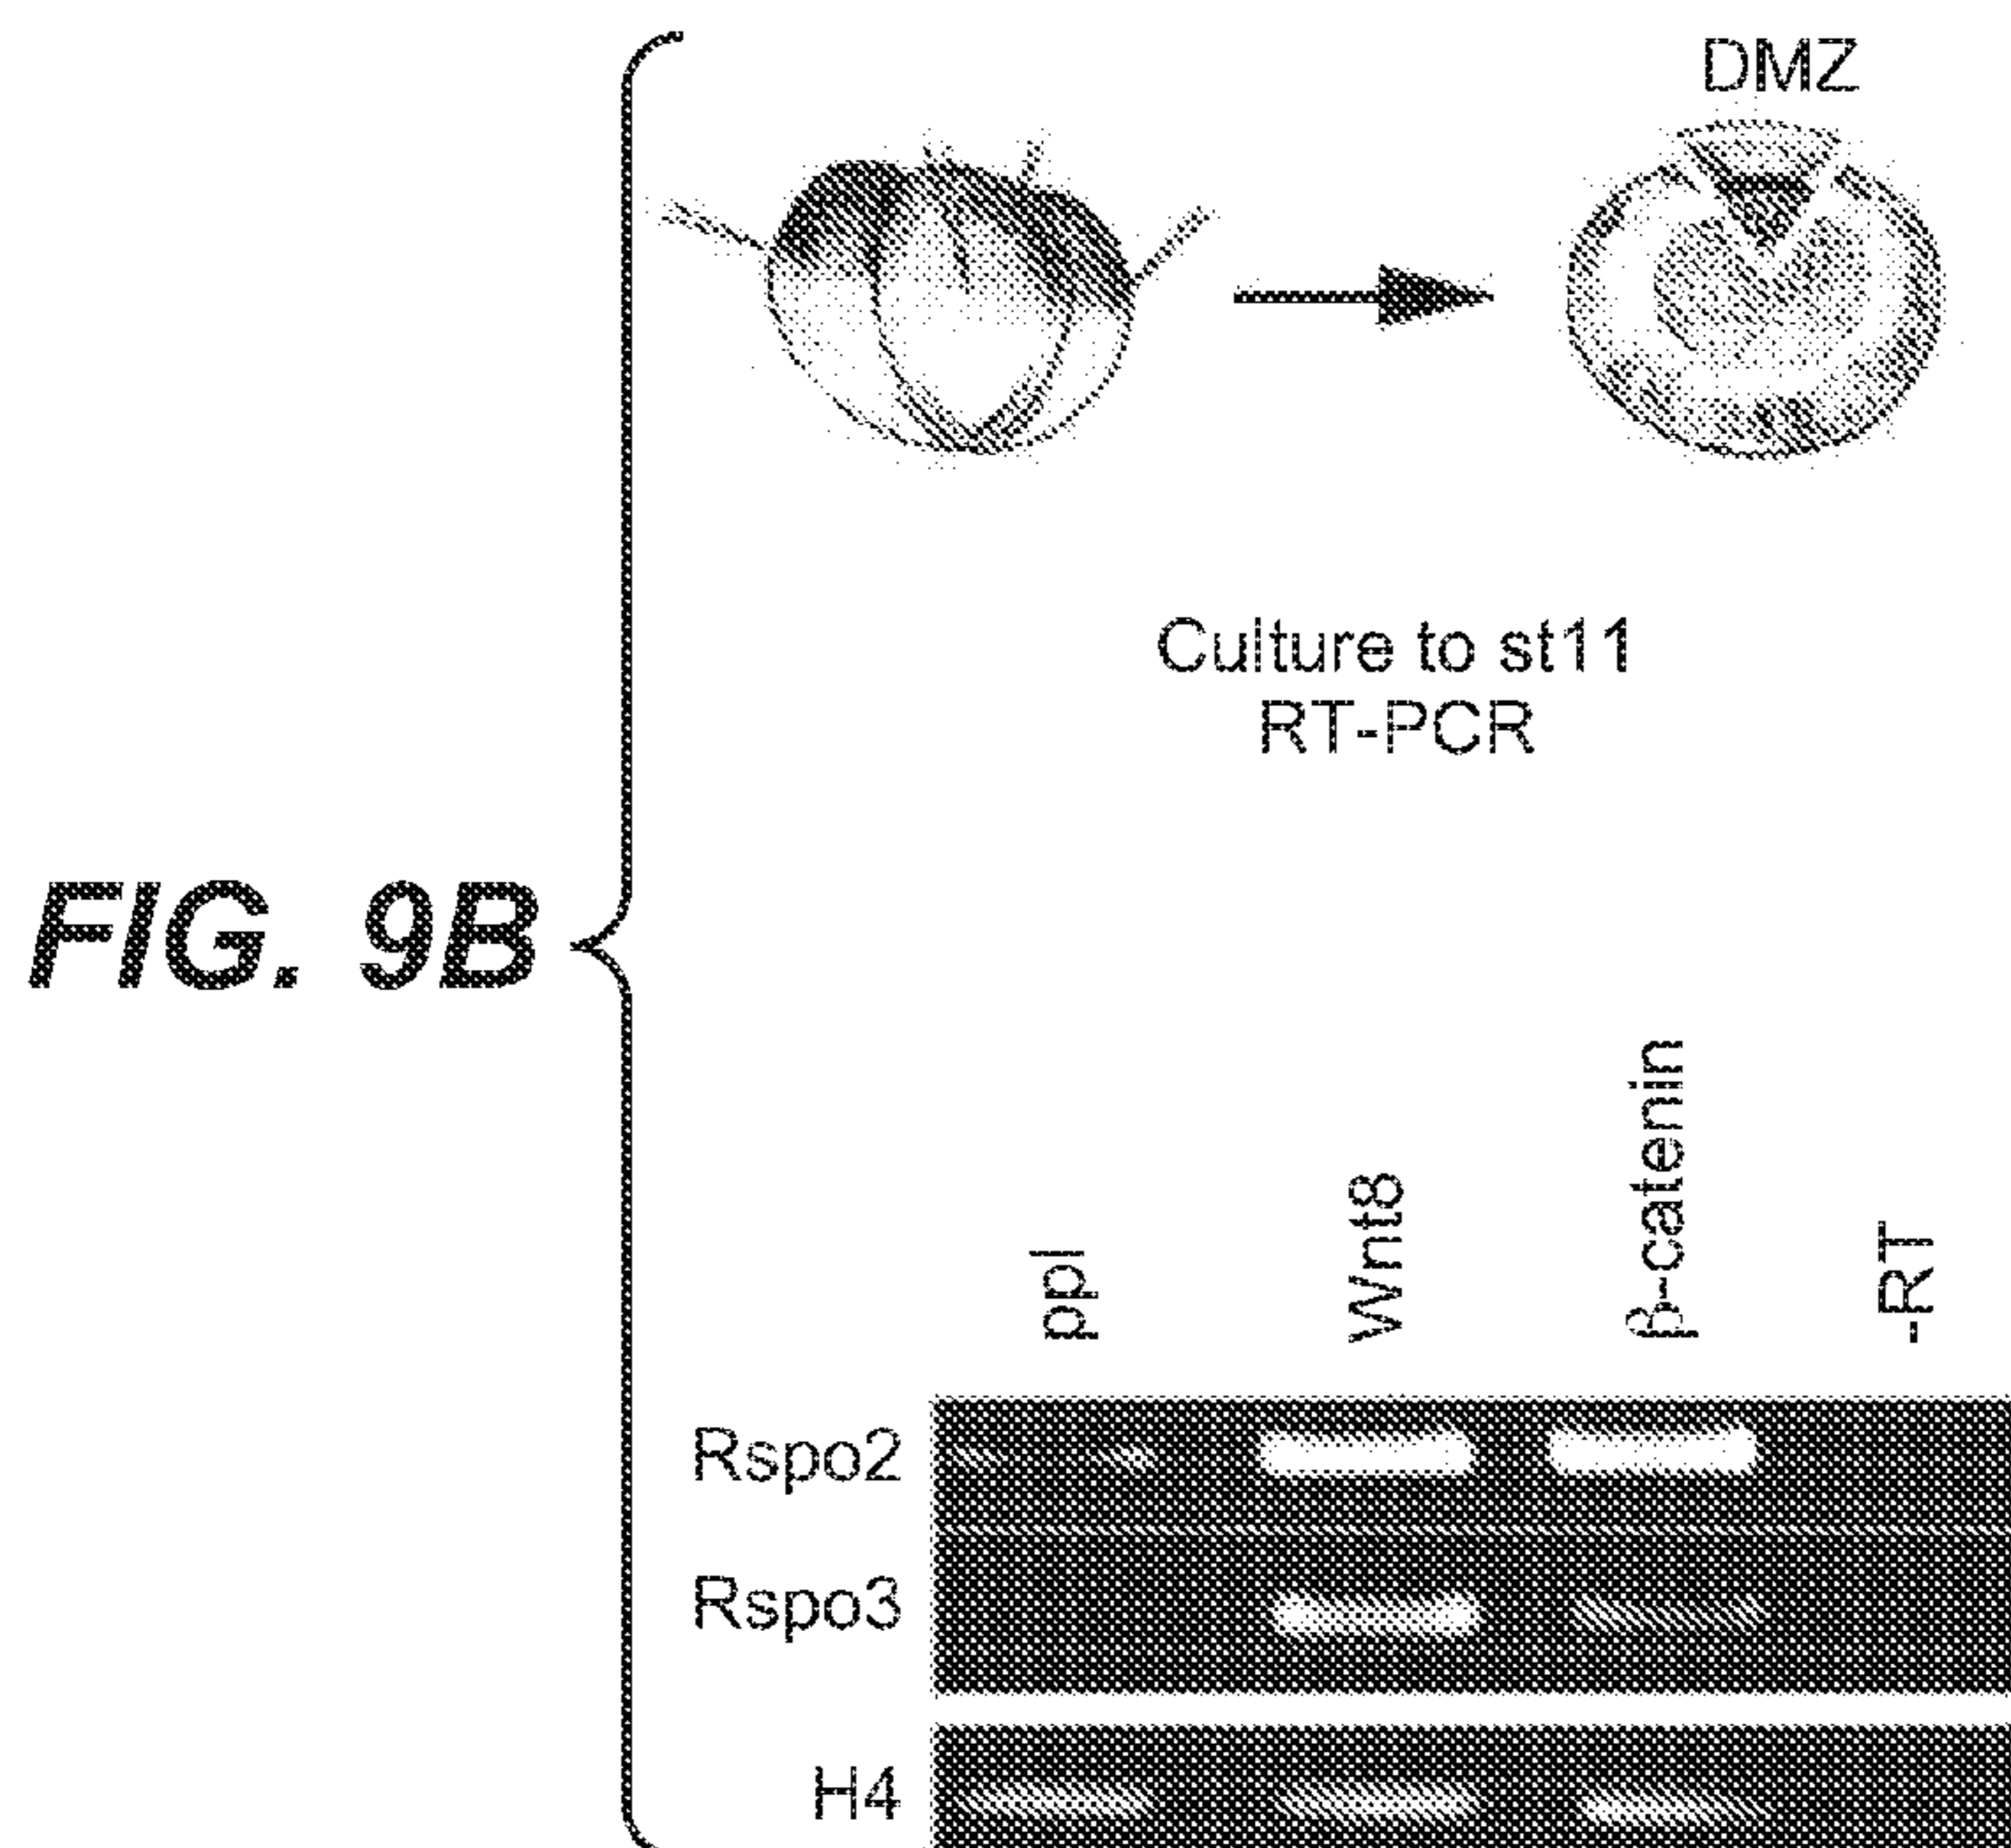 DMZ
Culture to st11
RT-PCR
FIG. 9B
ppl
Wnt8
β-catenin
-RT
Rspo2
Rspo3
H4